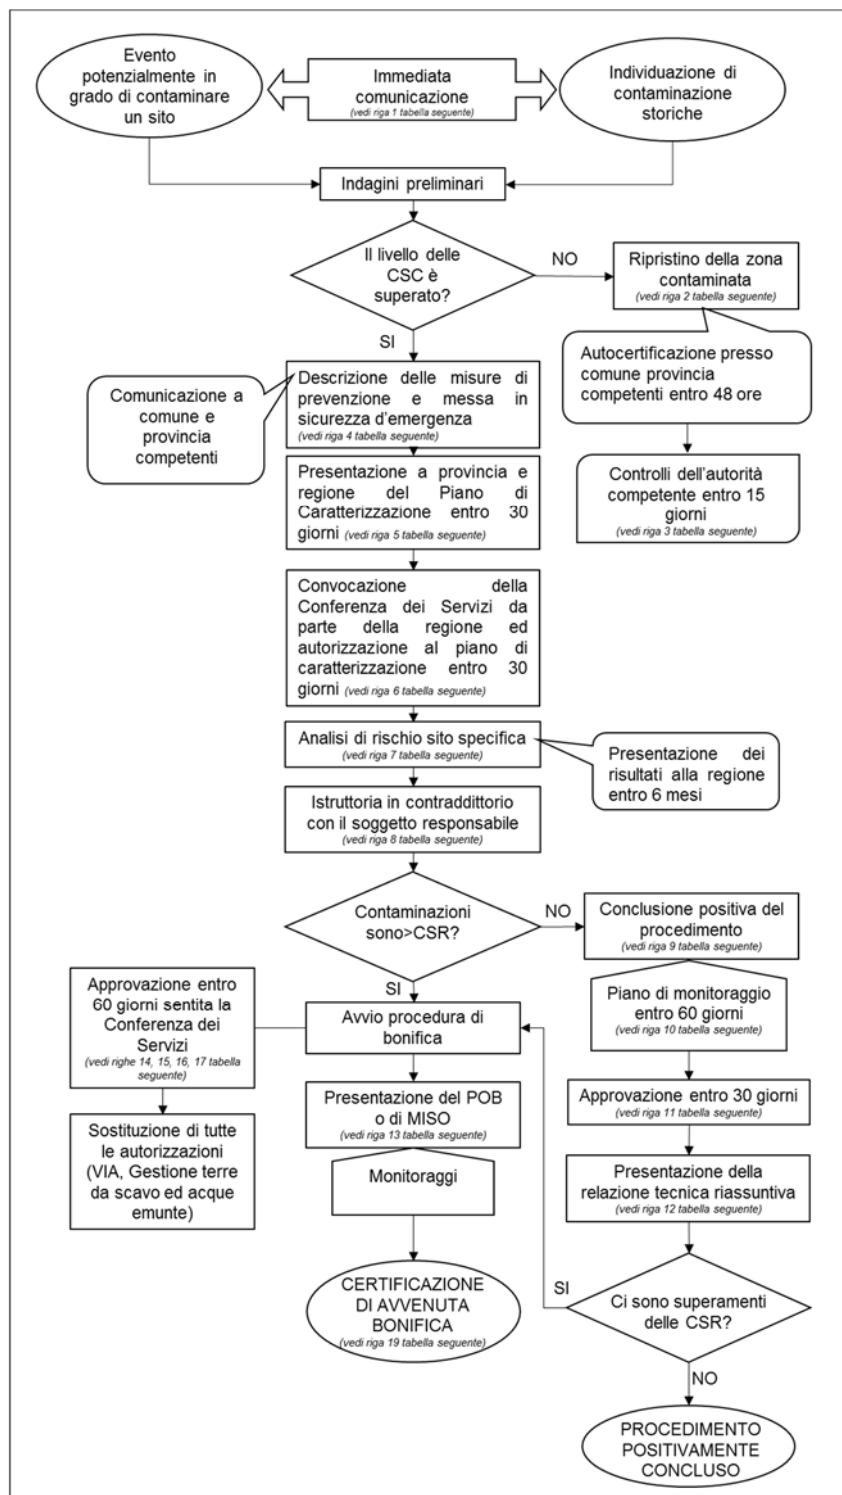 Evento
potenzialmente in
grado di contaminare
un sito
Immediata
comunicazione
(vedi riga 1 tabella seguente)
Individuazione di
contaminazione
storiche
Indagini preliminari
Il livello delle
CSC è
superato?
NO
Ripristino della zona
contaminata
(vedi riga 2 tabella seguente)
SI
Autocertificazione presso
comune provincia
competenti entro 48 ore
Controlli dell'autorità
competente entro 15
giorni
(vedi riga 3 tabella seguente)
Comunicazione a
comune e
provincia
competenti
Descrizione delle misure di
prevenzione e messa in
sicurezza d'emergenza
(vedi riga 4 tabella seguente)
Presentazione a provincia e
regione del Piano di
Caratterizzazione entro 30
giorni (vedi riga 5 tabella seguente)
Convocazione della
Conferenza dei Servizi da
parte della regione ed
autorizzazione al piano di
caratterizzazione entro 30
giorni (vedi riga 6 tabella seguente)
Analisi di rischio sito specifica
(vedi riga 7 tabella seguente)
Presentazione dei
risultati alla regione
entro 6 mesi
Istruttoria in contraddittorio
con il soggetto responsabile
(vedi riga 8 tabella seguente)
Contaminazioni
sono>CSR?
NO
Conclusione positiva del
procedimento
(vedi riga 9 tabella seguente)
SI
Approvazione entro
60 giorni sentita la
Conferenza dei
Servizi
(vedi righe 14, 15, 16, 17 tabella
seguente)
Avvio procedura di
bonifica
Piano di monitoraggio
entro 60 giorni
(vedi riga 10 tabella seguente)
Approvazione entro 30 giorni
(vedi riga 11 tabella seguente)
Sostituzione di tutte
le autorizzazioni
(VIA, Gestione terre
da scavo ed acque
emunte)
Presentazione del POB
o di MISO
(vedi riga 13 tabella seguente)
Monitoraggi
Presentazione della
relazione tecnica riassuntiva
(vedi riga 12 tabella seguente)
CERTIFICAZIONE
DI AVVENUTA
BONIFICA
(vedi riga 19 tabella seguente)
SI
Ci sono superamenti
delle CSR?
NO
PROCEDIMENTO
POSITIVAMENTE
CONCLUSO